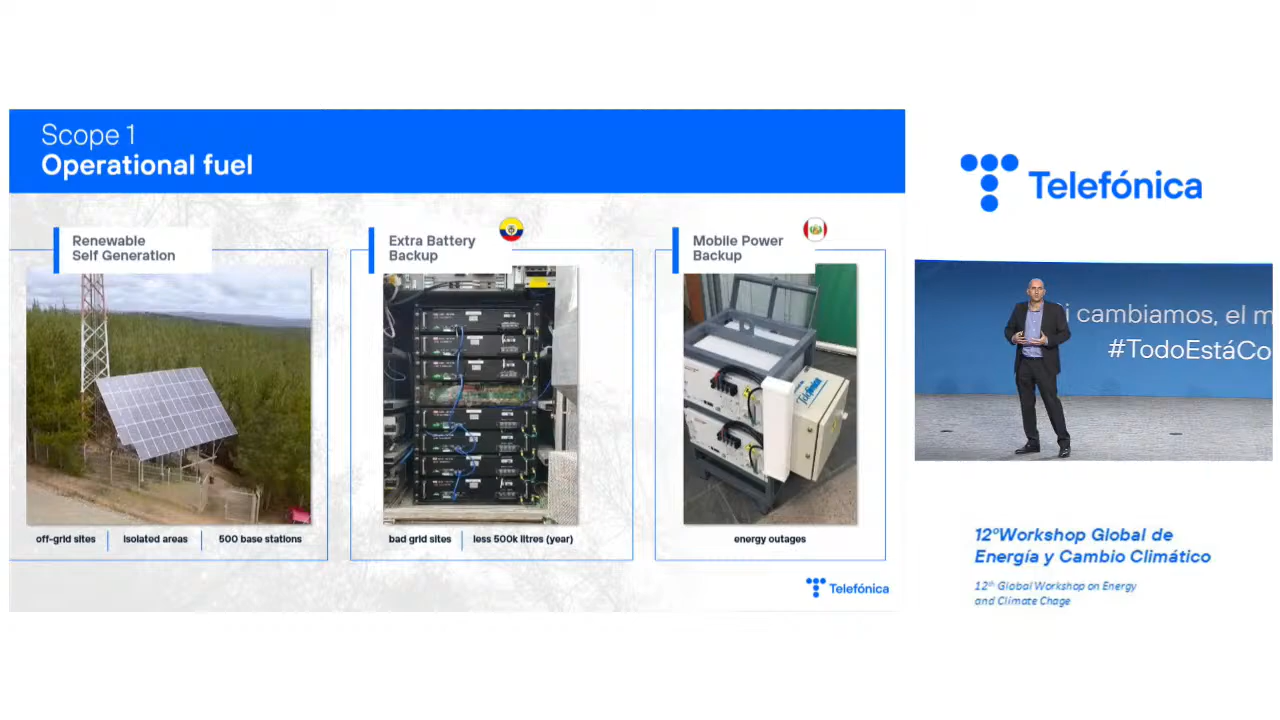 Scope 1
Operational fuel
Renewable
Self Generation
Extra Battery
Backup
Mobile Power
Backup
Telefónica
off-grid sites
isolated areas
500 base stations
bad grid sites
less 500k litres (year)
energy outages
Telefónica
Telefónica
i cambiamos, el m
#TodoEstáCo
12ºWorkshop Global de
Energía y Cambio Climático
12th Global Workshop on Energy
and Climate Chage